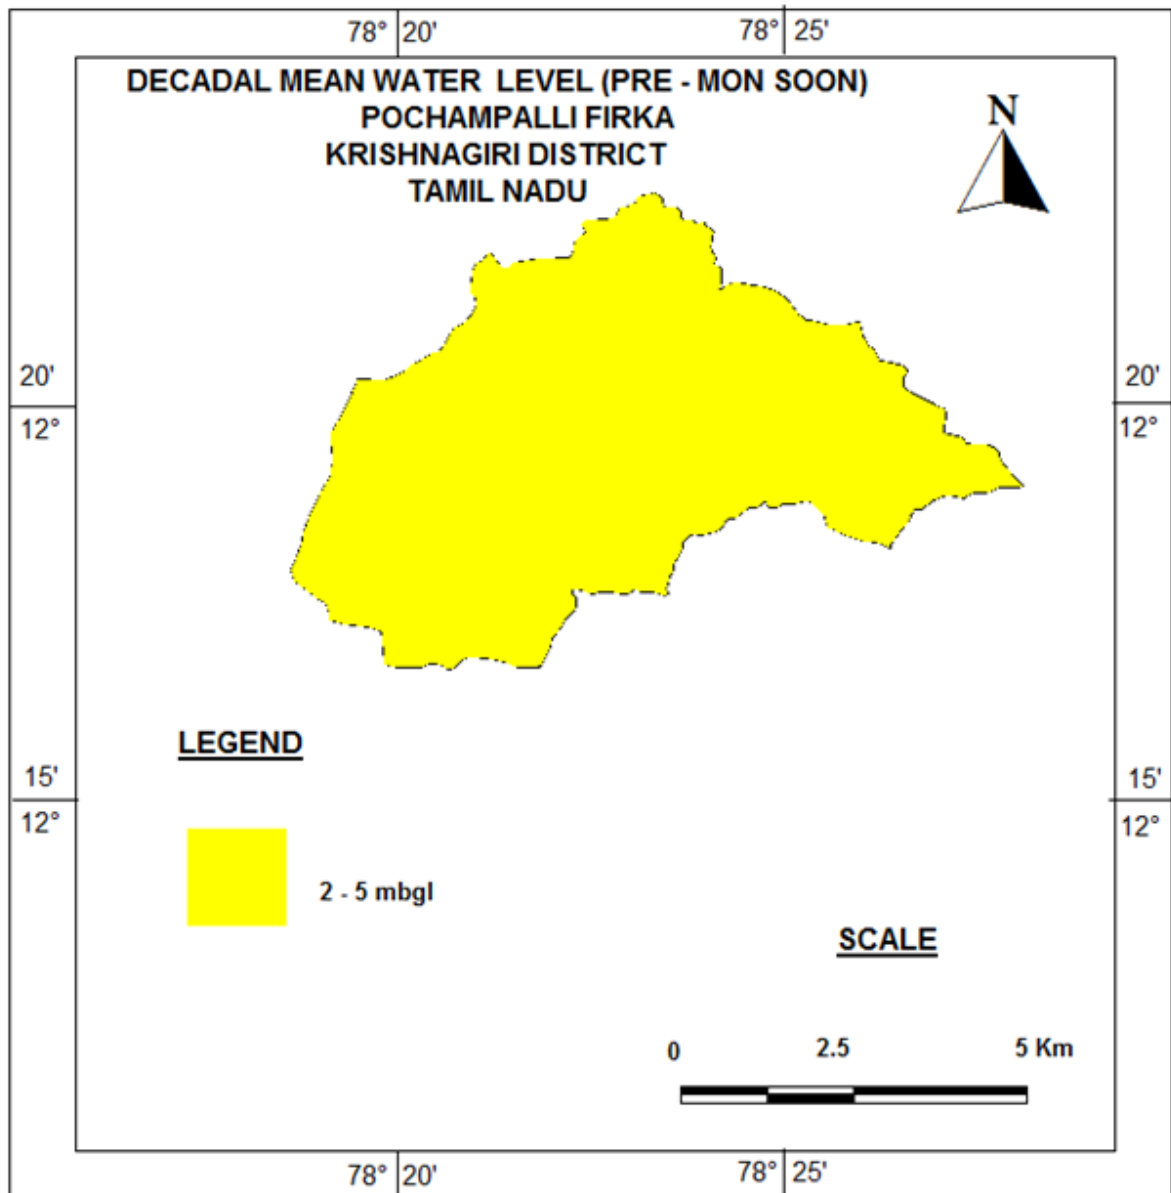 78° 20'
78° 25'
DECADAL MEAN WATER LEVEL (PRE - MON SOON)
POCHAMPALLI FIRKA
KRISHNAGIRI DISTRICT
TAMIL NADU
N
20'
12°
20'
12°
LEGEND
15'
12°
15'
12°
2 - 5 mbgl
SCALE
0 2.5 5 Km
78° 20'
78° 25'